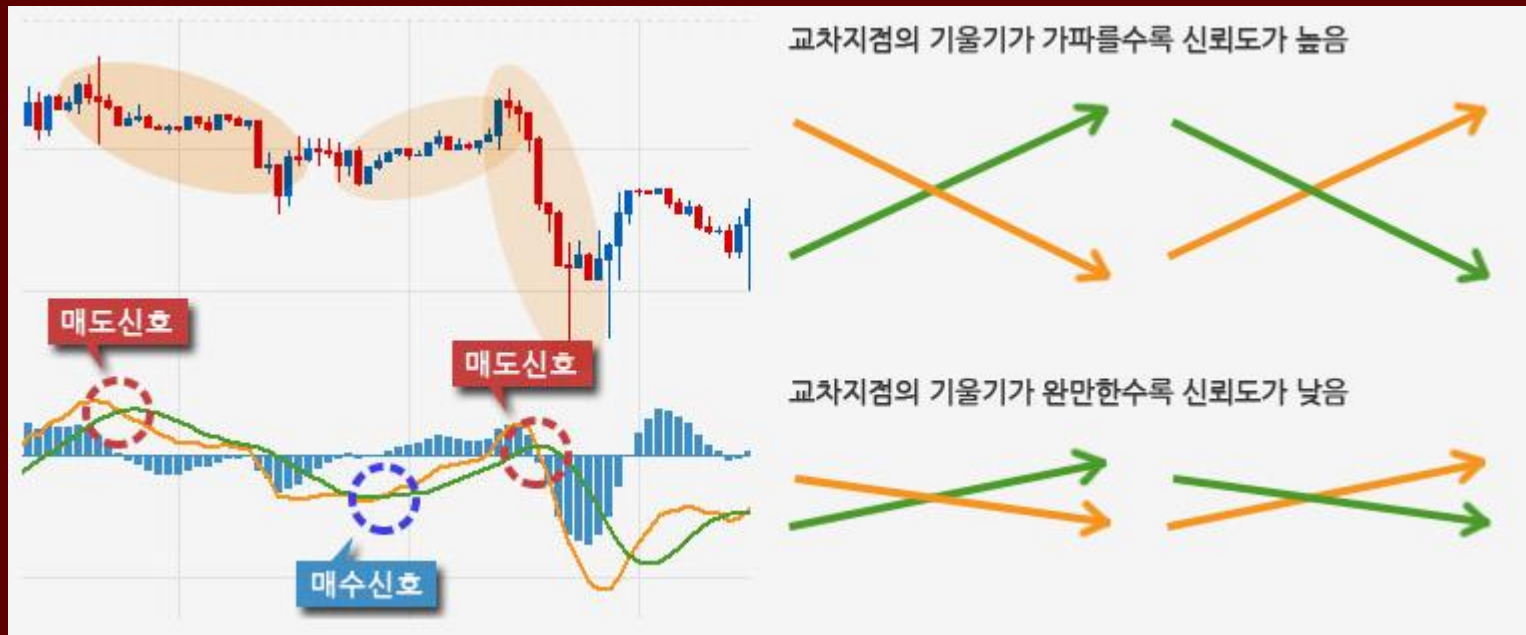 교차지점의 기울기가 가파를수록 신뢰도가 높음
매도신호
매도신호
교차지점의 기울기가 완만한수록 신뢰도가 낮음
매수신호